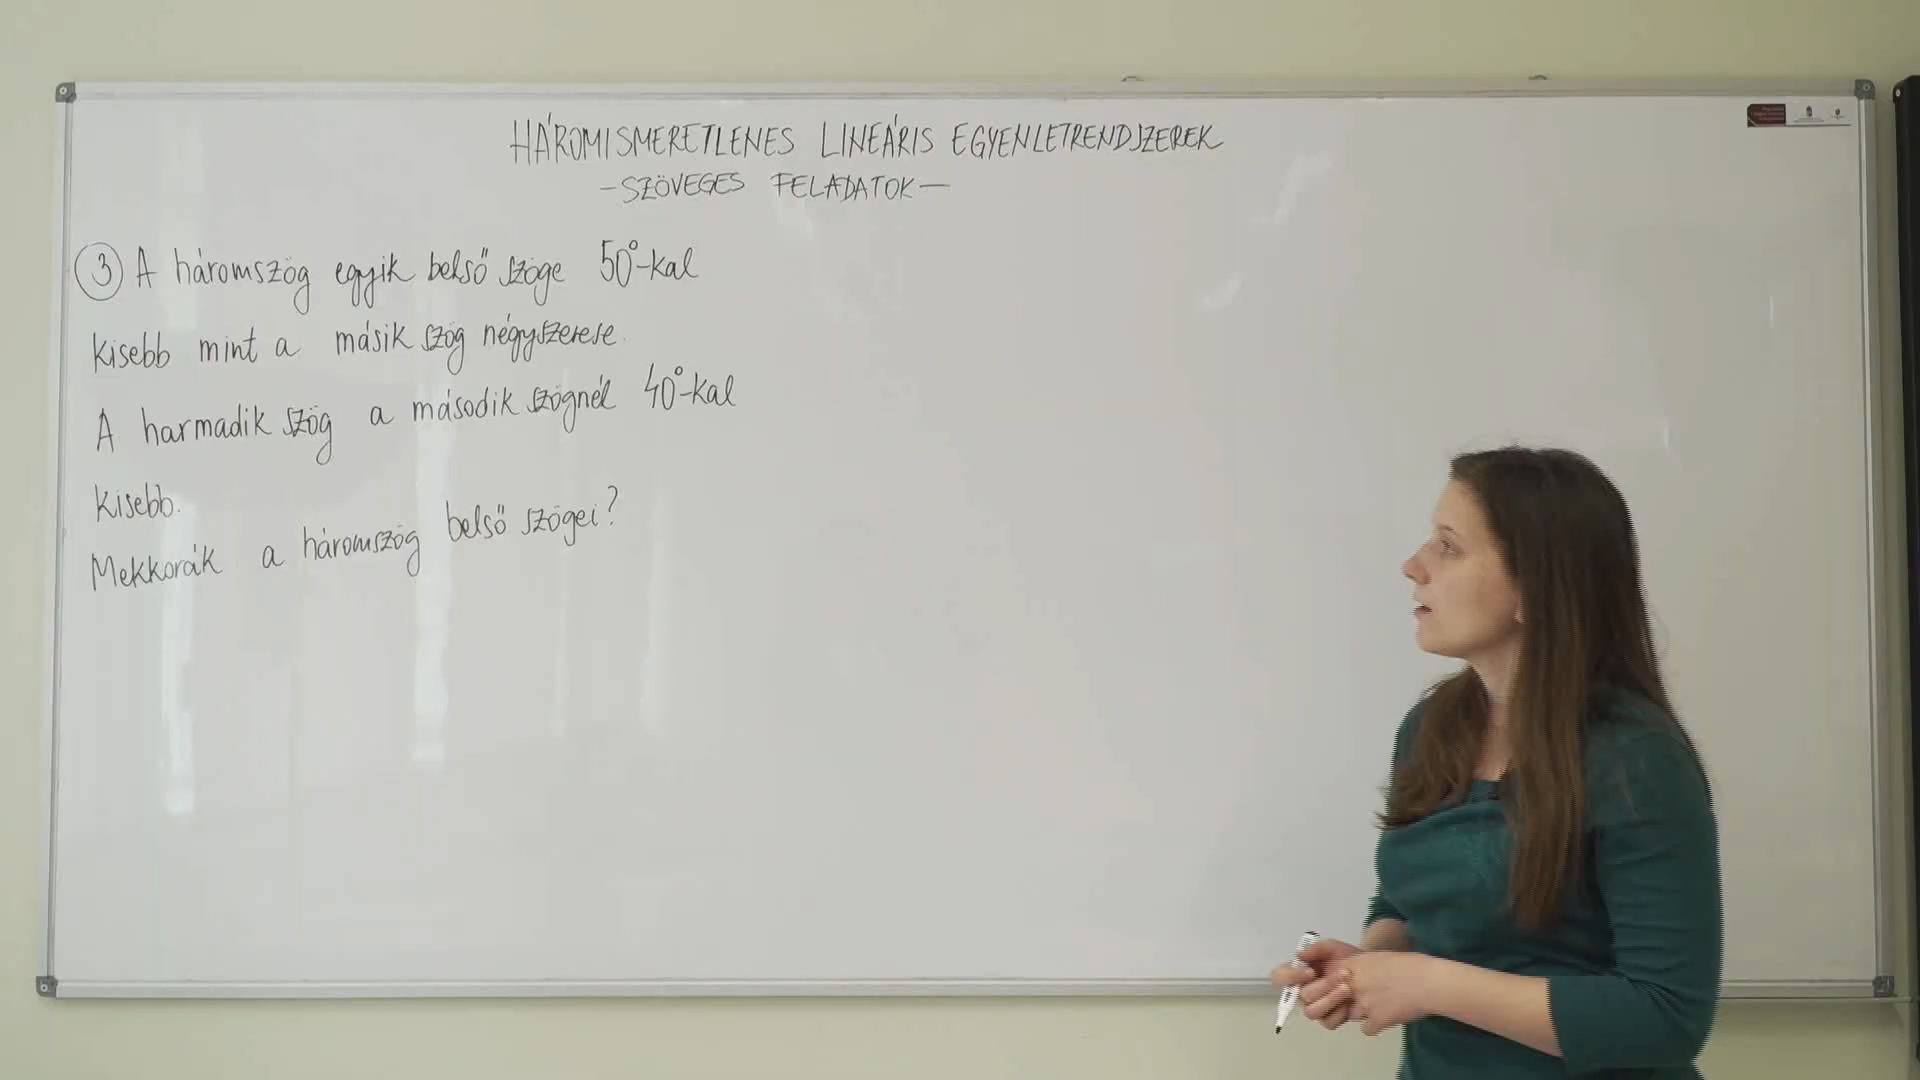 HÁROMISMERETLENES LINEÁRIS EGYENLETRENDSZEREK
-SZÖVEGES FELADATOK-
3 A háromszög egyik belső szöge 50°-kal
kisebb mint a másik szög négyszerese.
A harmadik szög a második szögnél 40°-kal
kisebb.
Mekkorák a háromszög belső szögei?